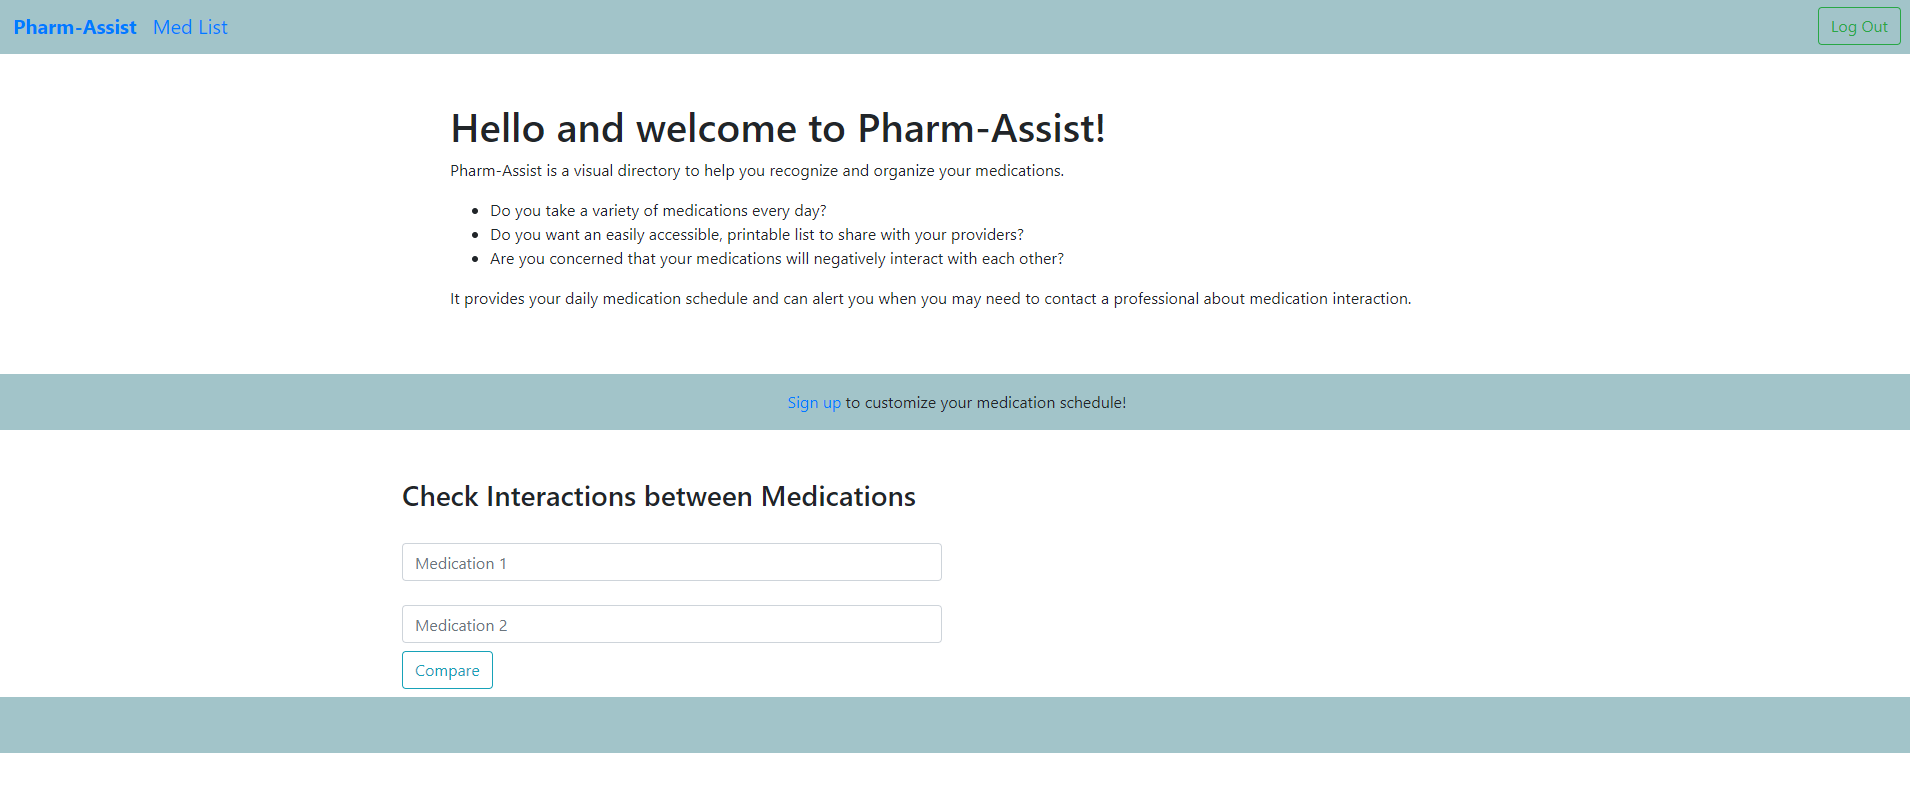 Pharm-Assist Med List Log Out
Hello and welcome to Pharm-Assist!
Pharm-Assist is a visual directory to help you recognize and organize your medications.
Do you take a variety of medications every day?
Do you want an easily accessible, printable list to share with your providers?
Are you concerned that your medications will negatively interact with each other?
It provides your daily medication schedule and can alert you when you may need to contact a professional about medication interaction.
Sign up to customize your medication schedule!
Check Interactions between Medications
Medication 1
Medication 2
Compare